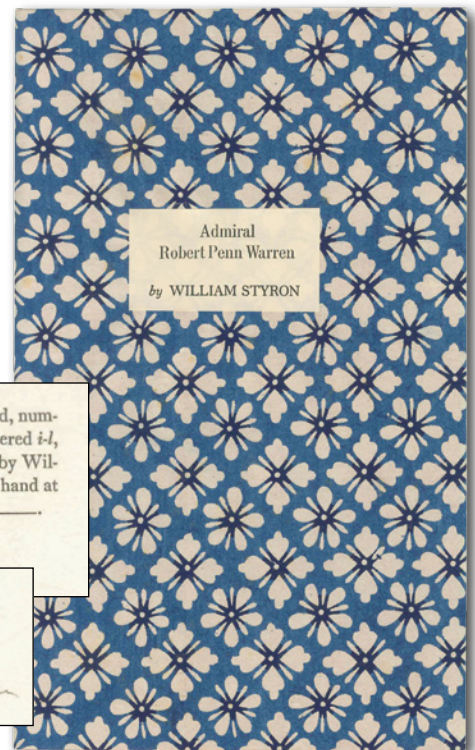 Admiral
Robert Penn Warren
by WILLIAM STYRON
d, num-
ered i-l,
by Wil-
hand at